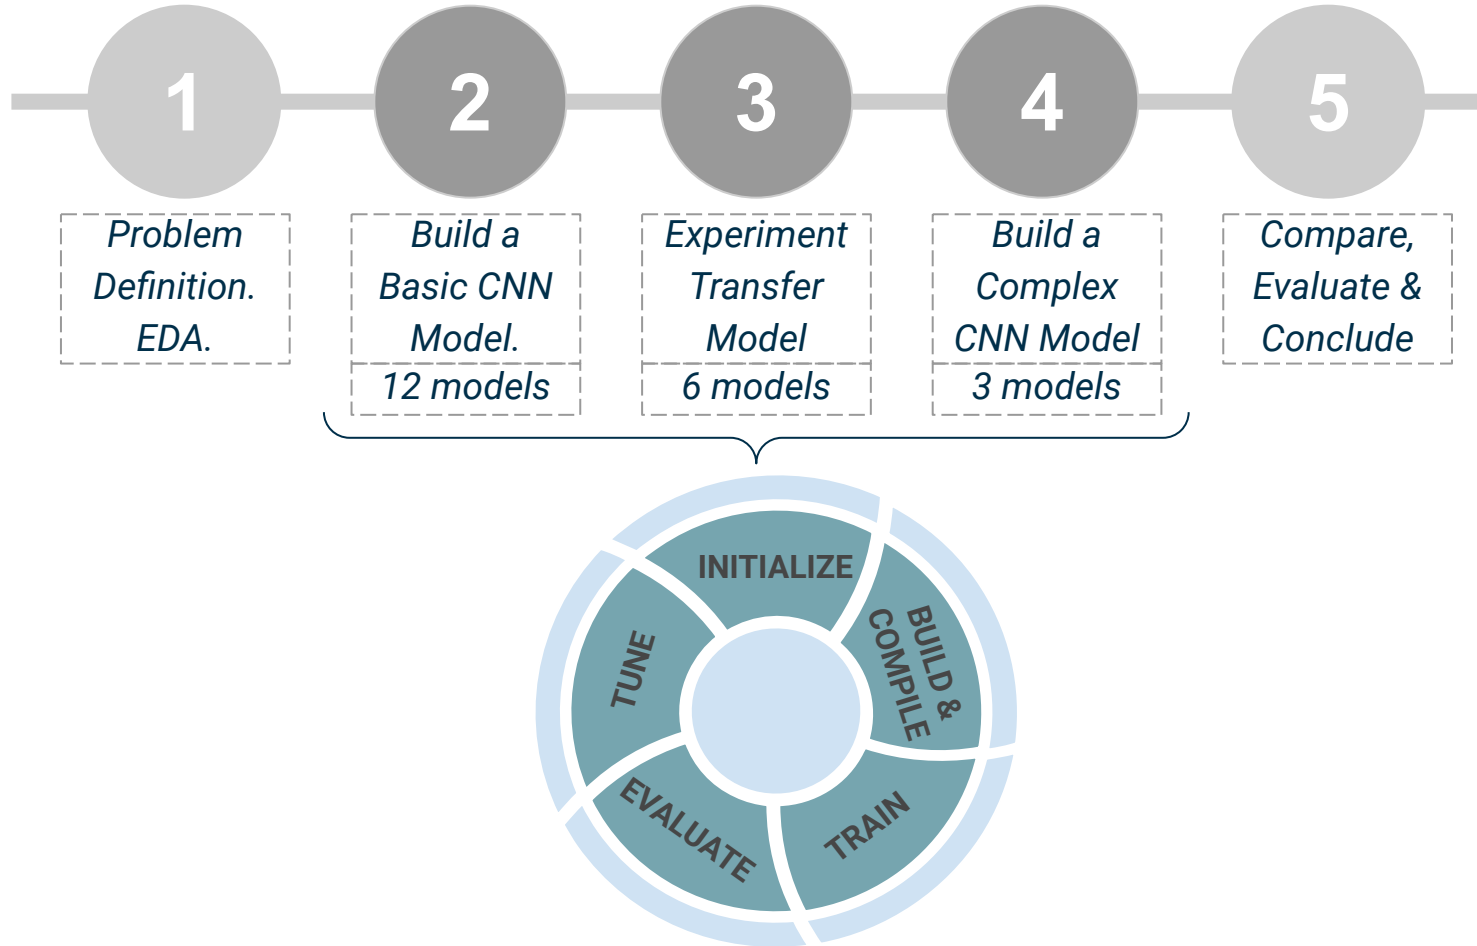 1
2
3
4
5
Problem
Definition.
EDA.
Build a
Basic CNN
Model.
12 models
Experiment
Transfer
Model
6 models
Build a
Complex
CNN Model
3 models
Compare,
Evaluate &
Conclude
INITIALIZE
BUILD &
COMPILE
TRAIN
EVALUATE
TUNE